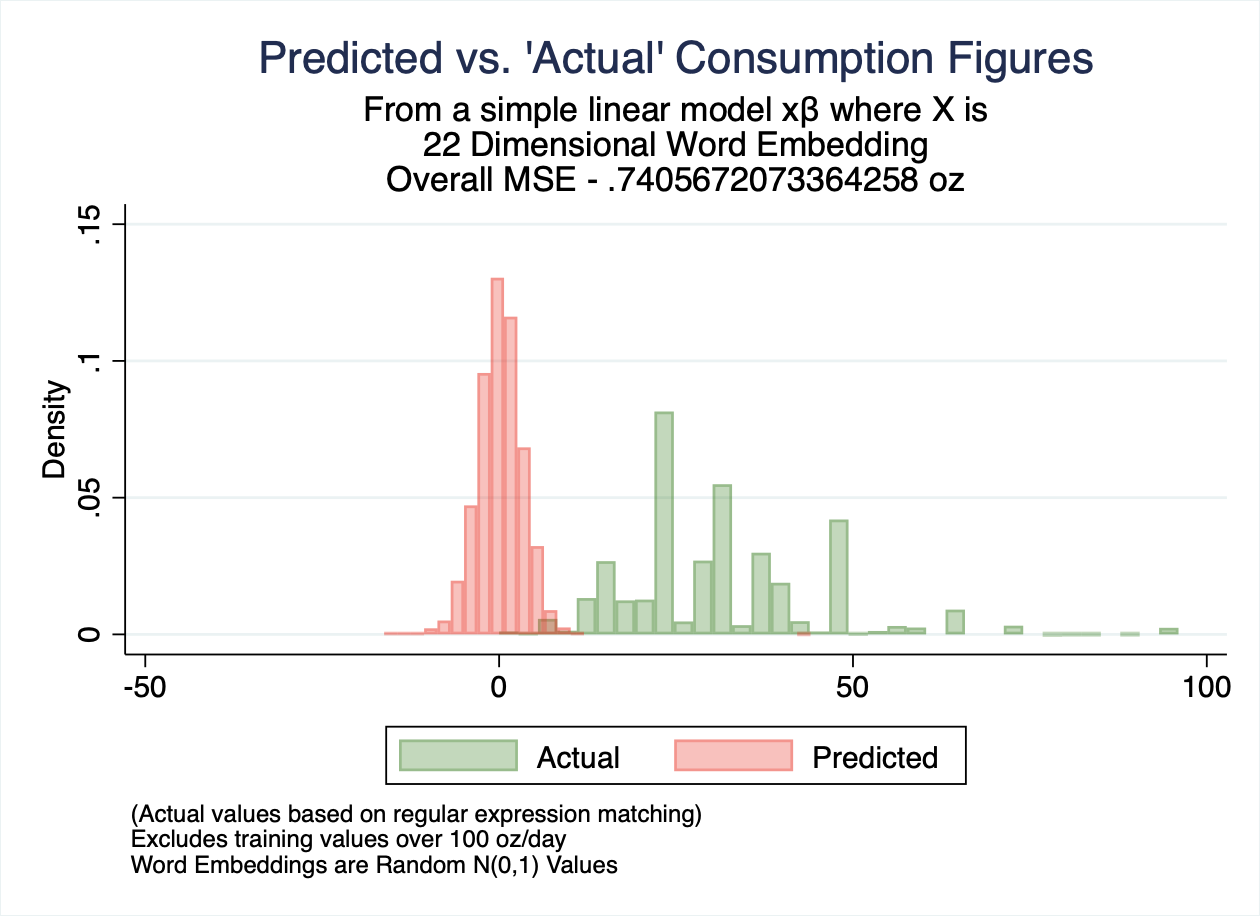 Predicted vs. 'Actual' Consumption Figures
From a simple linear model xβ where X is
22 Dimensional Word Embedding
Overall MSE - .7405672073364258 oz
Density
.15
.1
.05
0
-50
0
50
100
Actual
Predicted
(Actual values based on regular expression matching)
Excludes training values over 100 oz/day
Word Embeddings are Random N(0,1) Values